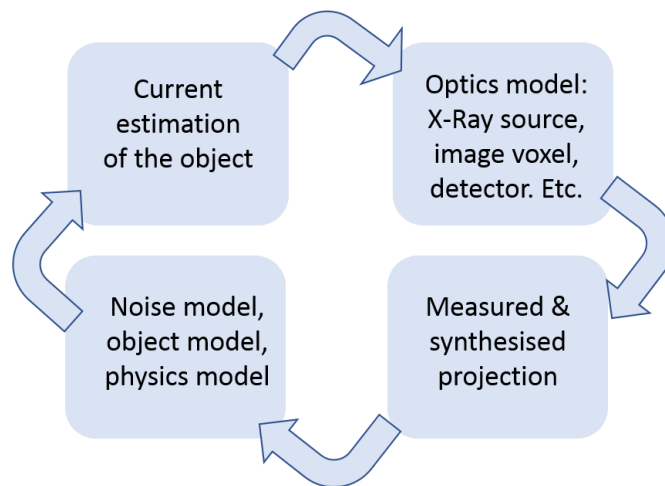 Current
estimation
of the object
Optics model:
X-Ray source,
image voxel,
detector. Etc.
Measured &
synthesised
projection
Noise model,
object model,
physics model